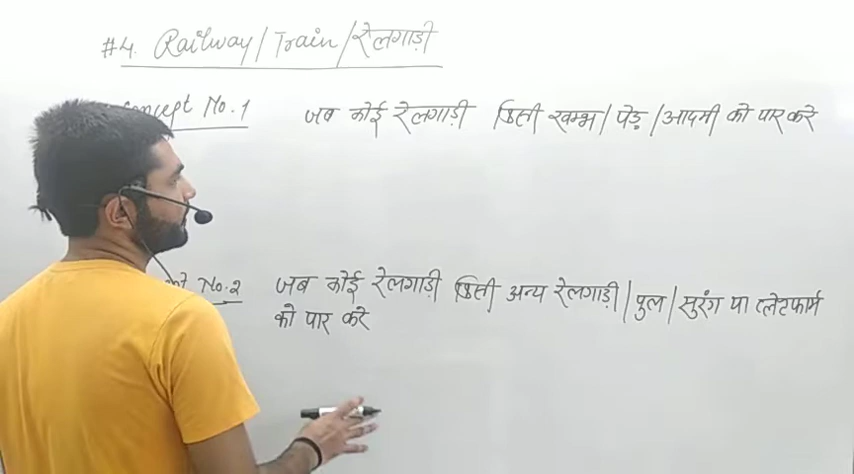 #4. Railway/Train/रेलगाड़ी
Concept No. 1 जब कोई रेलगाड़ी किसी खम्भा/पेड़/आदमी को पार करे
No. 2 जब कोई रेलगाड़ी किसी अन्य रेलगाड़ी/पुल/सुरंग या प्लेटफार्म
को पार करे